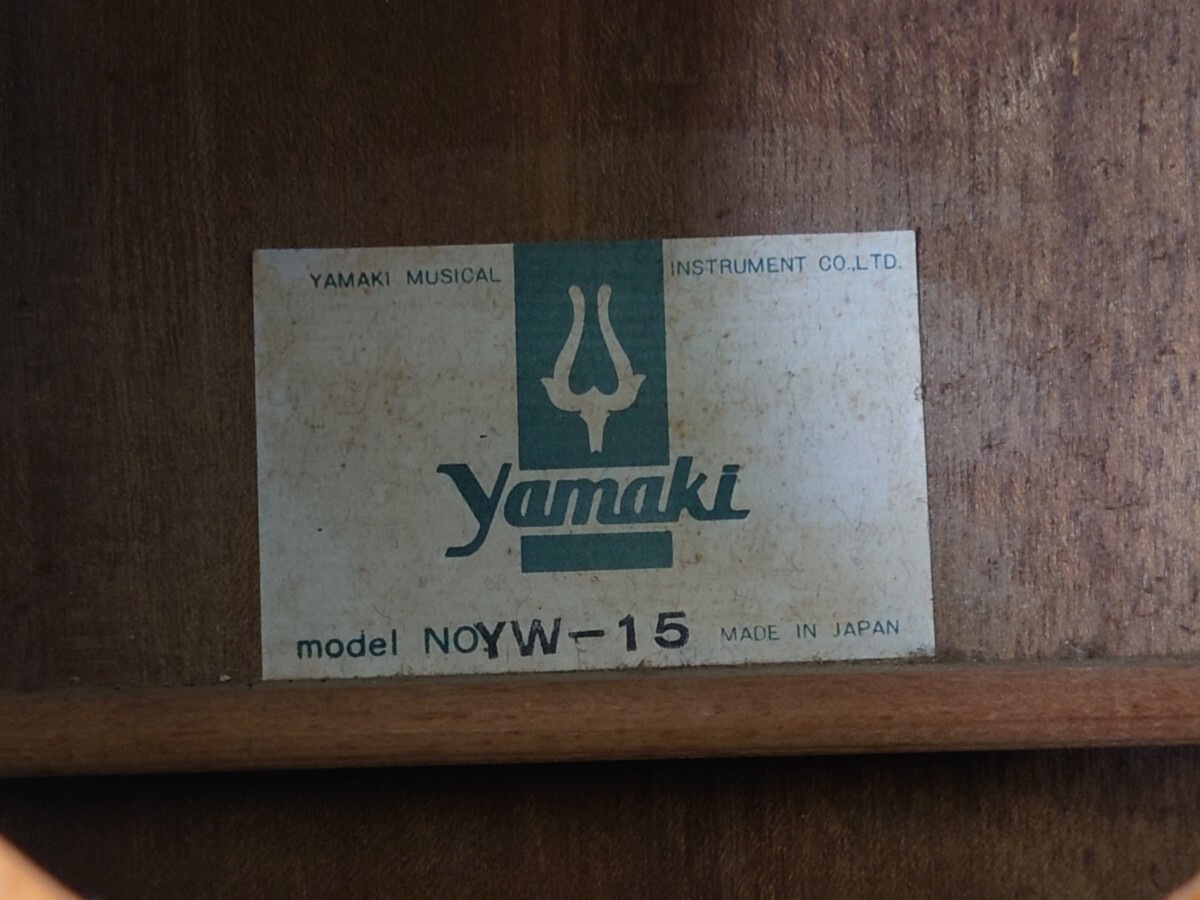 YAMAKI MUSICAL INSTRUMENT CO.,LTD.
Yamaki
model NO YW-15 MADE IN JAPAN